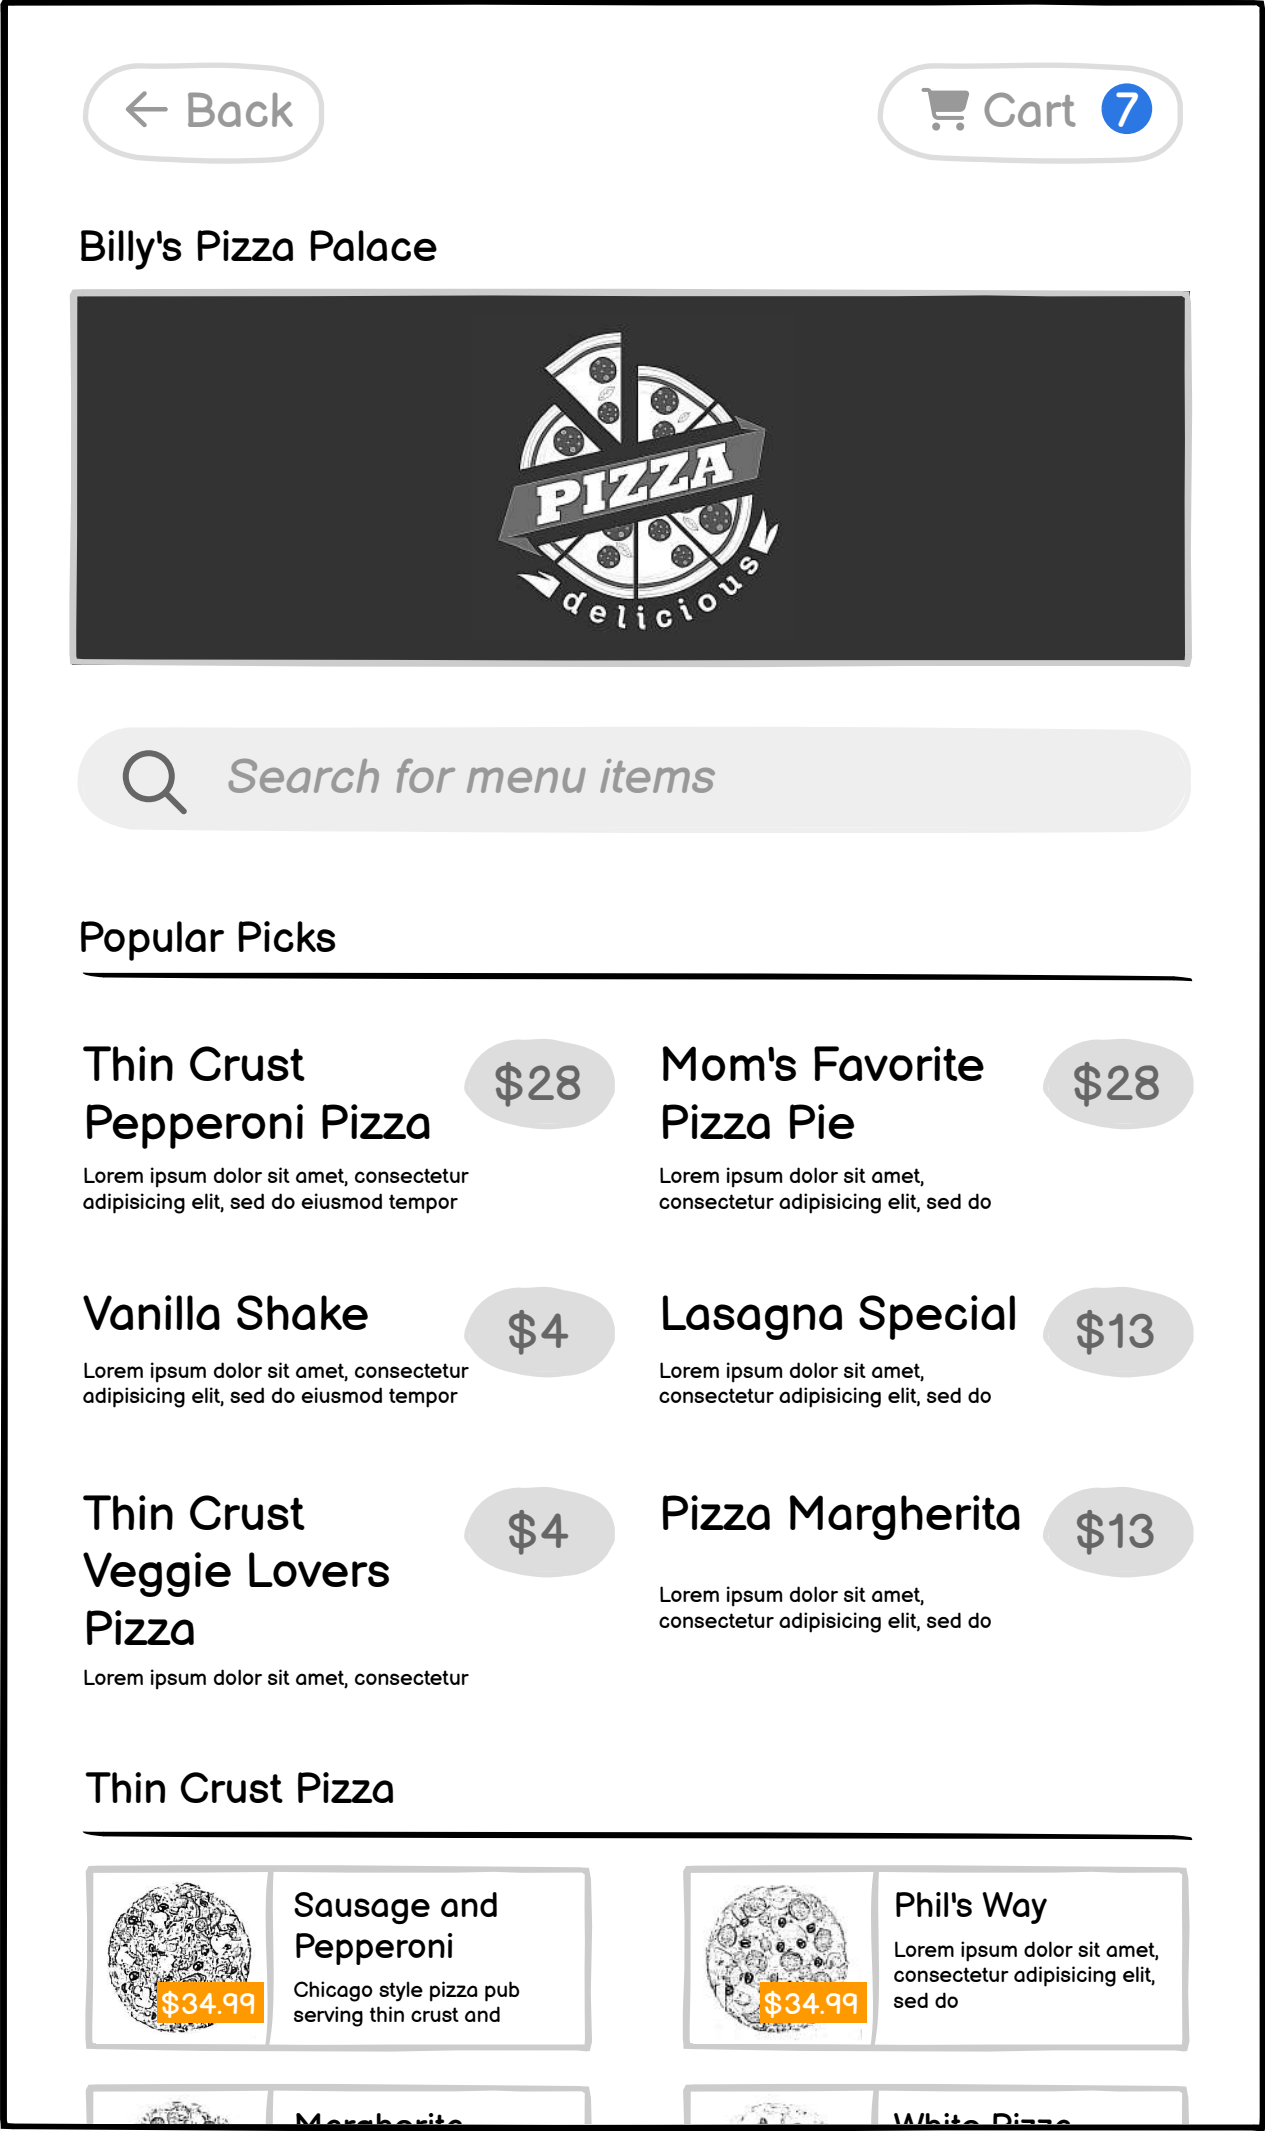 Back
Cart 7
Billy's Pizza Palace
PIZZA
delicious
Search for menu items
Popular Picks
Thin Crust
Pepperoni Pizza
$28
Lorem ipsum dolor sit amet, consectetur
adipisicing elit, sed do eiusmod tempor
Mom's Favorite
Pizza Pie
$28
Lorem ipsum dolor sit amet,
consectetur adipisicing elit, sed do
Vanilla Shake
$4
Lorem ipsum dolor sit amet, consectetur
adipisicing elit, sed do eiusmod tempor
Lasagna Special
$13
Lorem ipsum dolor sit amet,
consectetur adipisicing elit, sed do
Thin Crust
Veggie Lovers
Pizza
$4
Lorem ipsum dolor sit amet, consectetur
Pizza Margherita
$13
Lorem ipsum dolor sit amet,
consectetur adipisicing elit, sed do
Thin Crust Pizza
Sausage and
Pepperoni
Chicago style pizza pub
serving thin crust and
$34.99
Phil's Way
Lorem ipsum dolor sit amet,
consectetur adipisicing elit,
sed do
$34.99
Margherita
White Pizza